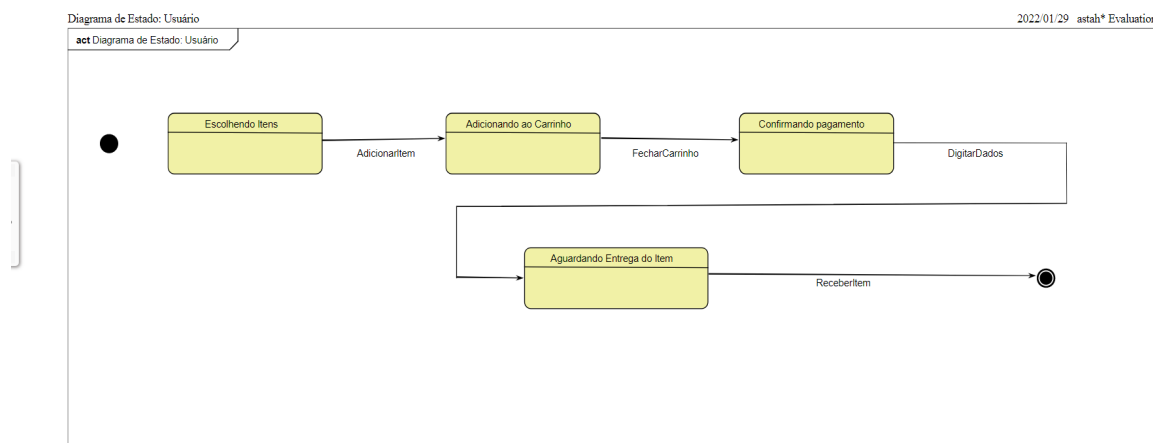 Diagrama de Estado: Usuário
2022/01/29 astah* Evaluation
act Diagrama de Estado: Usuário
Escolhendo Itens
AdicionarItem
Adicionando ao Carrinho
FecharCarrinho
Confirmando pagamento
DigitarDados
Aguardando Entrega do Item
ReceberItem